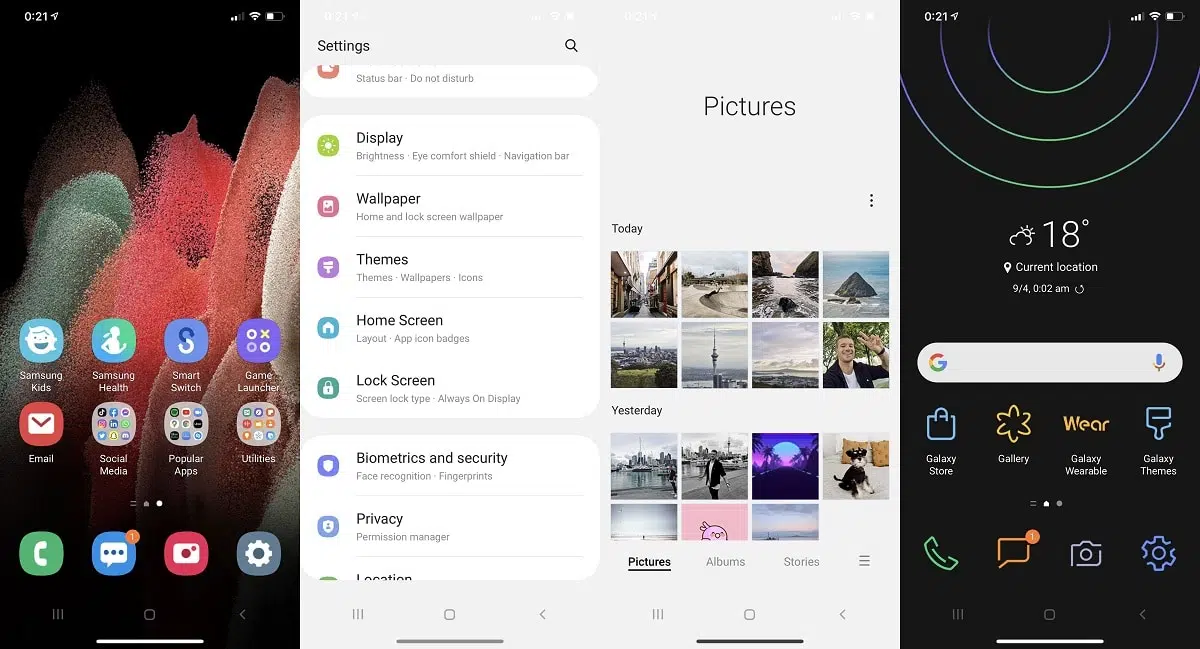 0:21
Samsung Kids
Samsung Health
Smart Switch
Game Launcher
Email
Social Media
Popular Apps
Utilities
1
0:21
Settings
Status bar · Do not disturb
Display
Brightness · Eye comfort shield · Navigation bar
Wallpaper
Home and lock screen wallpaper
Themes
Themes · Wallpapers · Icons
Home Screen
Layout · App icon badges
Lock Screen
Screen lock type · Always On Display
Biometrics and security
Face recognition · Fingerprints
Privacy
Permission manager
Location
0:21
Pictures
Today
Yesterday
Pictures
Albums
Stories
0:21
18°
Current location
9/4, 0:02 am
G
Galaxy Store
Gallery
Wear
Galaxy Wearable
Galaxy Themes
1